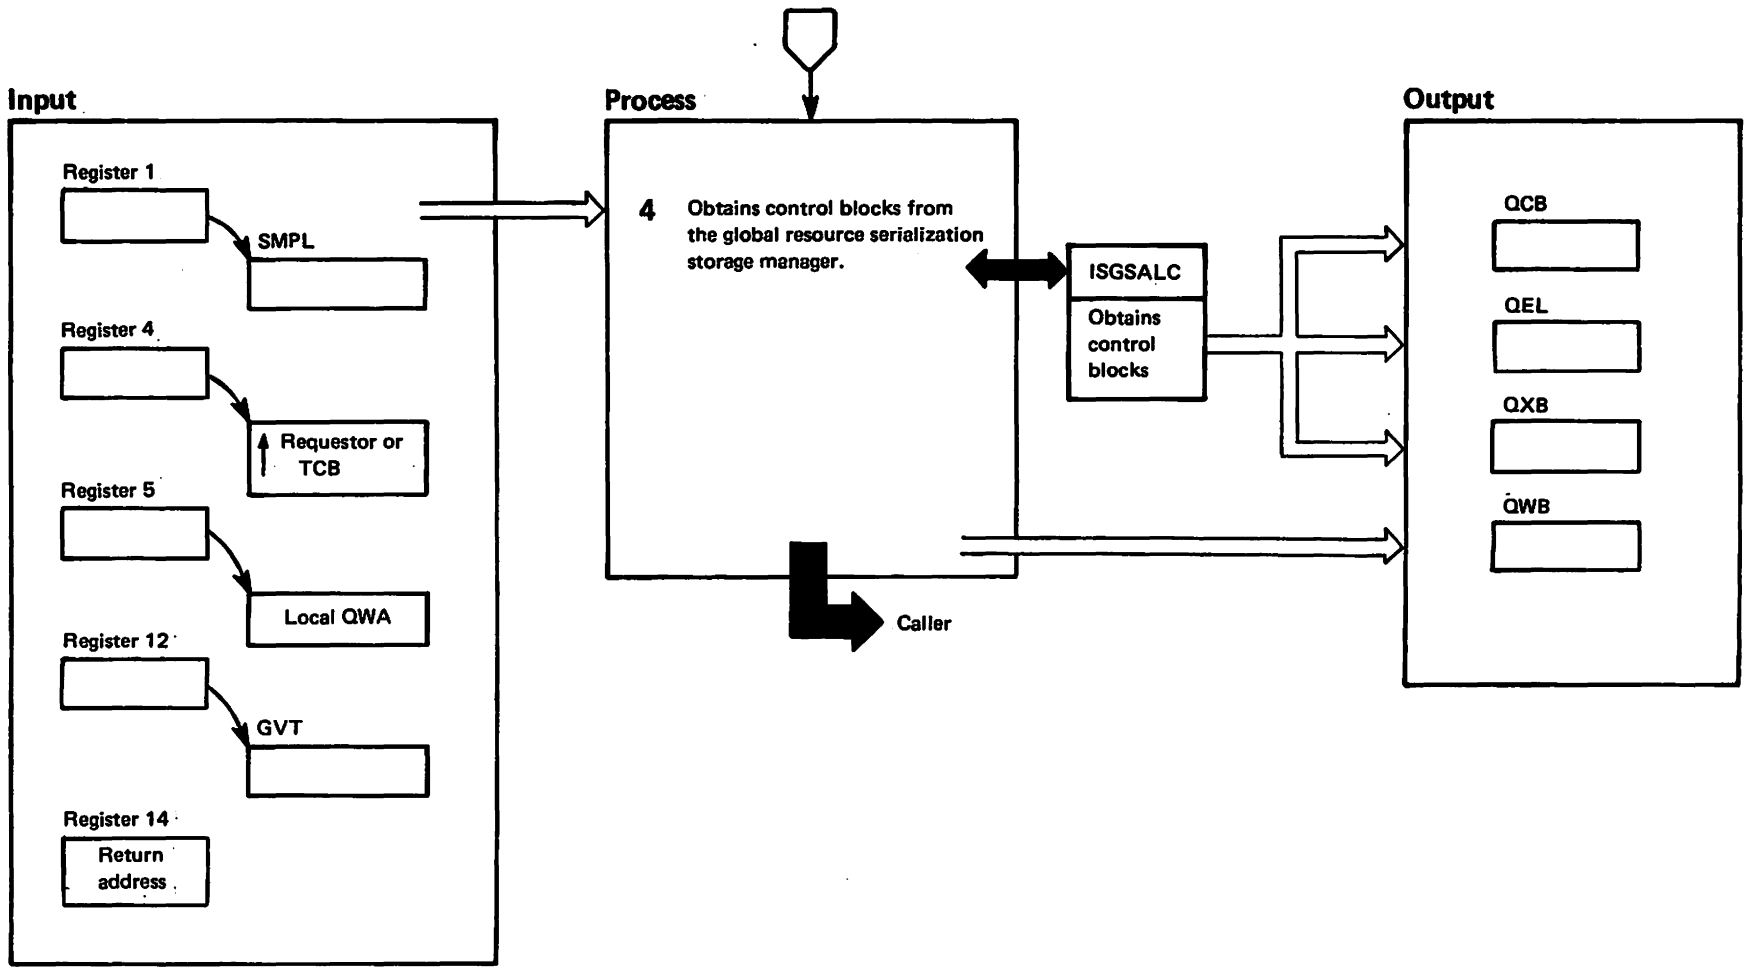 Input
Register 1
SMPL
Register 4
Requestor or
TCB
Register 5
Local QWA
Register 12
GVT
Register 14
Return
address
Process
4 Obtains control blocks from
the global resource serialization
storage manager.
ISGSALC
Obtains
control
blocks
Caller
Output
QCB
QEL
QXB
QWB